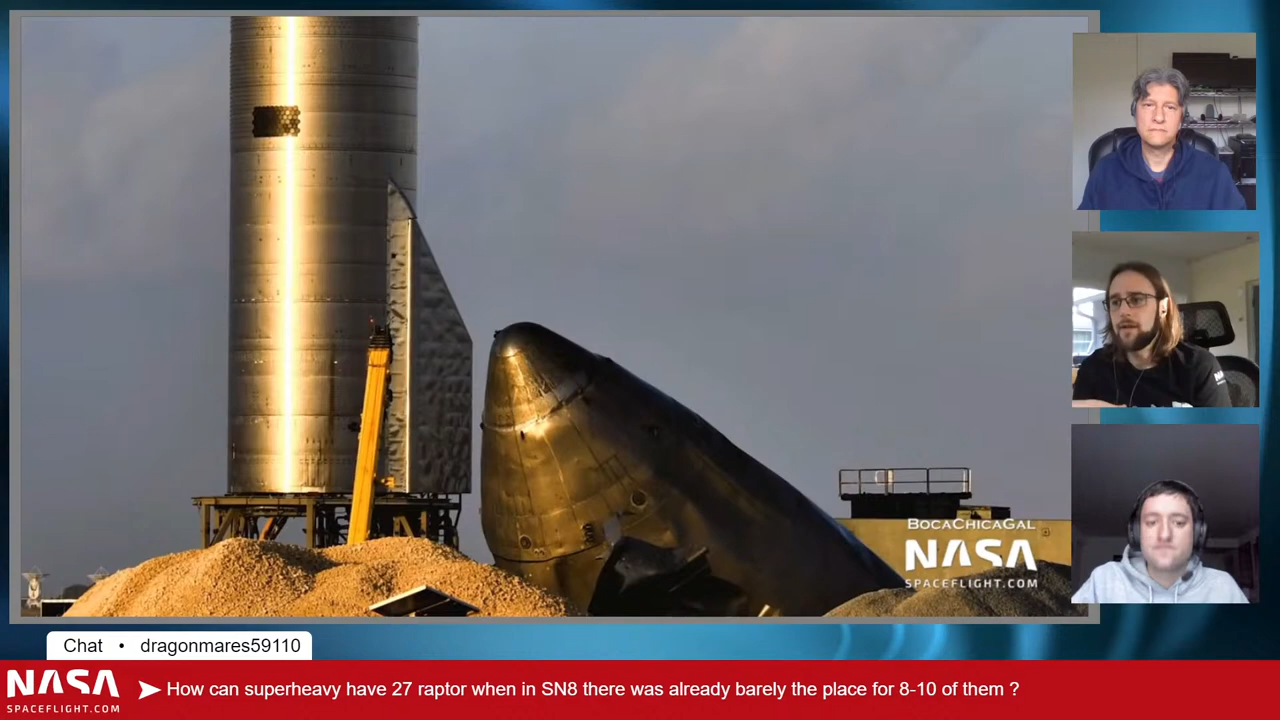 BOCACHICAGAL
NASA
SPACEFLIGHT.COM
Chat • dragonmares59110
NASA
SPACEFLIGHT.COM
How can superheavy have 27 raptor when in SN8 there was already barely the place for 8-10 of them ?